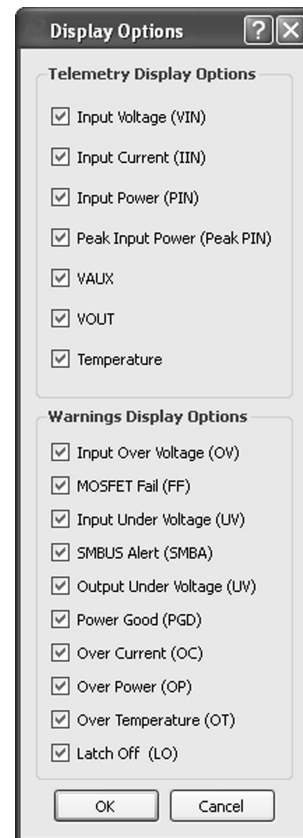 Display Options
Telemetry Display Options
Input Voltage (VIN)
Input Current (IIN)
Input Power (PIN)
Peak Input Power (Peak PIN)
VAUX
VOUT
Temperature
Warnings Display Options
Input Over Voltage (OV)
MOSFET Fail (FF)
Input Under Voltage (UV)
SMBUS Alert (SMBA)
Output Under Voltage (UV)
Power Good (PGD)
Over Current (OC)
Over Power (OP)
Over Temperature (OT)
Latch Off (LO)
OK Cancel